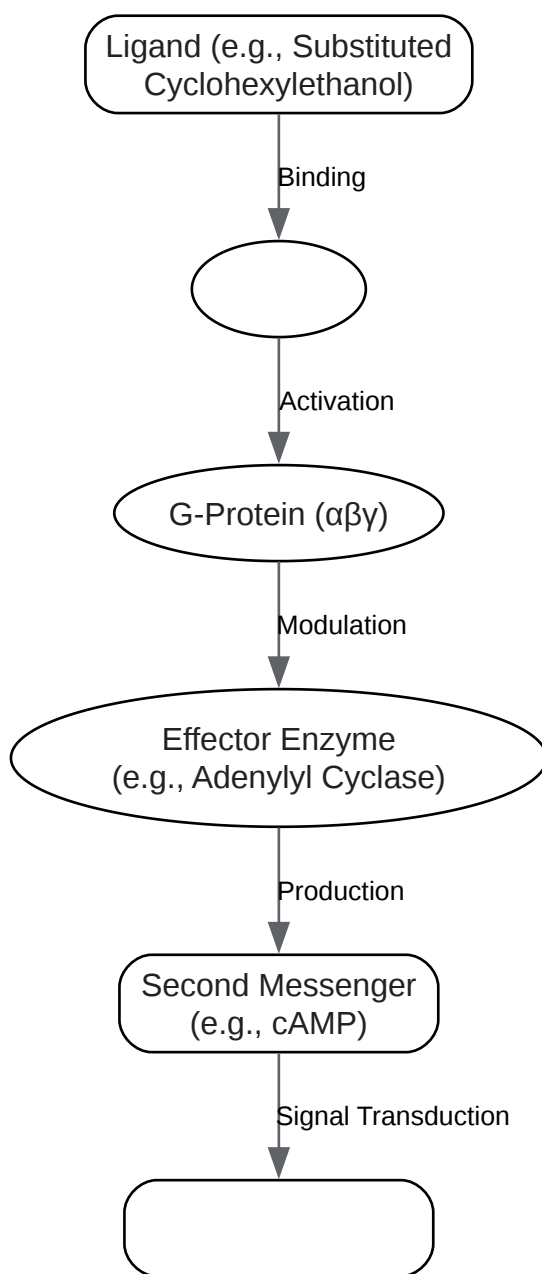 Ligand (e.g., Substituted
Cyclohexylethanol)
Binding
Activation
G-Protein (αβγ)
Modulation
Effector Enzyme
(e.g., Adenylyl Cyclase)
Production
Second Messenger
(e.g., cAMP)
Signal Transduction